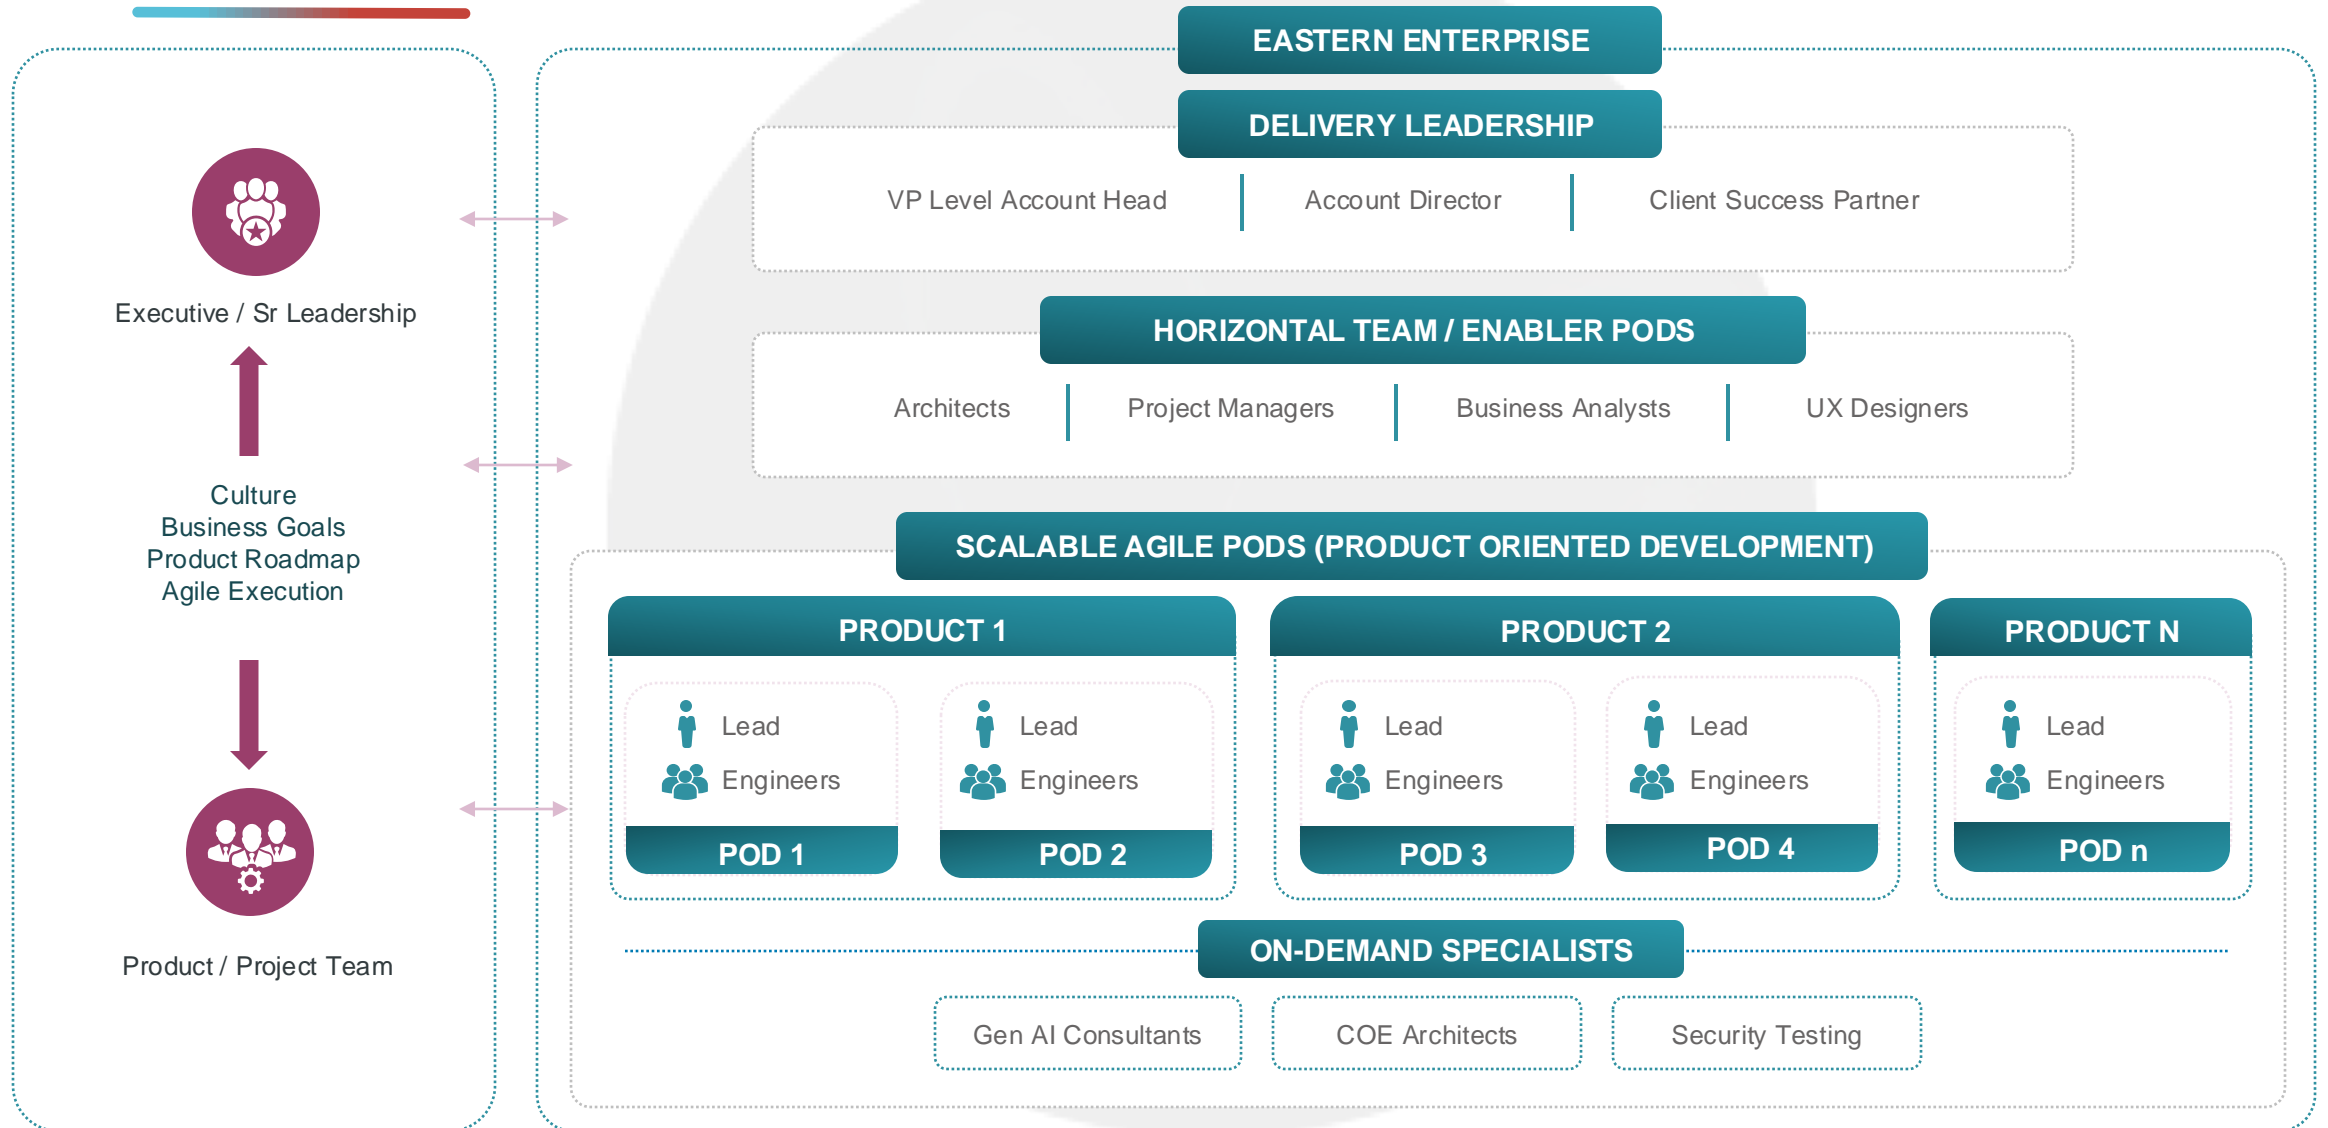 EASTERN ENTERPRISE
DELIVERY LEADERSHIP
VP Level Account Head
Account Director
Client Success Partner
Executive / Sr Leadership
HORIZONTAL TEAM / ENABLER PODS
Architects
Project Managers
Business Analysts
UX Designers
Culture
Business Goals
Product Roadmap
Agile Execution
SCALABLE AGILE PODS (PRODUCT ORIENTED DEVELOPMENT)
PRODUCT 1
Lead
Engineers
POD 1
Lead
Engineers
POD 2
PRODUCT 2
Lead
Engineers
POD 3
Lead
Engineers
POD 4
PRODUCT N
Lead
Engineers
POD n
Product / Project Team
ON-DEMAND SPECIALISTS
Gen AI Consultants
COE Architects
Security Testing